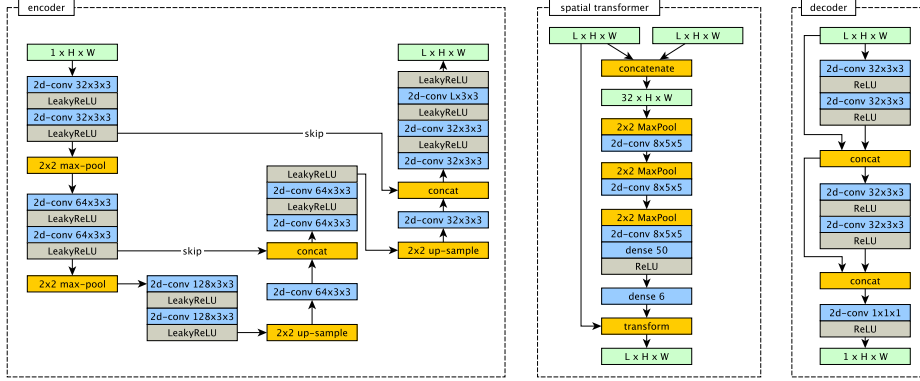 encoder
1 x H x W
2d-conv 32x3x3
LeakyReLU
2d-conv 32x3x3
LeakyReLU
2x2 max-pool
2d-conv 64x3x3
LeakyReLU
2d-conv 64x3x3
LeakyReLU
2x2 max-pool
skip
skip
2d-conv 128x3x3
LeakyReLU
2d-conv 128x3x3
LeakyReLU
LeakyReLU
2d-conv 64x3x3
LeakyReLU
2d-conv 64x3x3
concat
2d-conv 64x3x3
2x2 up-sample
L x H x W
LeakyReLU
2d-conv Lx3x3
LeakyReLU
2d-conv 32x3x3
LeakyReLU
2d-conv 32x3x3
concat
2d-conv 32x3x3
2x2 up-sample
spatial transformer
L x H x W
L x H x W
concatenate
32 x H x W
2x2 MaxPool
2d-conv 8x5x5
2x2 MaxPool
2d-conv 8x5x5
2x2 MaxPool
2d-conv 8x5x5
dense 50
ReLU
dense 6
transform
L x H x W
decoder
L x H x W
2d-conv 32x3x3
ReLU
2d-conv 32x3x3
ReLU
concat
2d-conv 32x3x3
ReLU
2d-conv 32x3x3
ReLU
concat
2d-conv 1x1x1
ReLU
1 x H x W